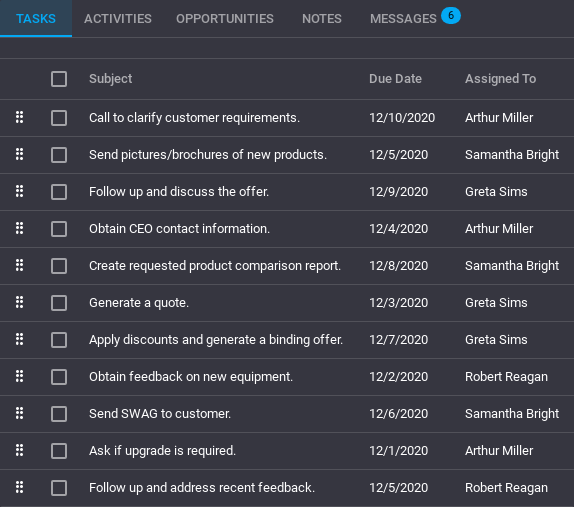 TASKS ACTIVITIES OPPORTUNITIES NOTES MESSAGES 6
Subject Due Date Assigned To
Call to clarify customer requirements. 12/10/2020 Arthur Miller
Send pictures/brochures of new products. 12/5/2020 Samantha Bright
Follow up and discuss the offer. 12/9/2020 Greta Sims
Obtain CEO contact information. 12/4/2020 Arthur Miller
Create requested product comparison report. 12/8/2020 Samantha Bright
Generate a quote. 12/3/2020 Greta Sims
Apply discounts and generate a binding offer. 12/7/2020 Greta Sims
Obtain feedback on new equipment. 12/2/2020 Robert Reagan
Send SWAG to customer. 12/6/2020 Samantha Bright
Ask if upgrade is required. 12/1/2020 Arthur Miller
Follow up and address recent feedback. 12/5/2020 Robert Reagan